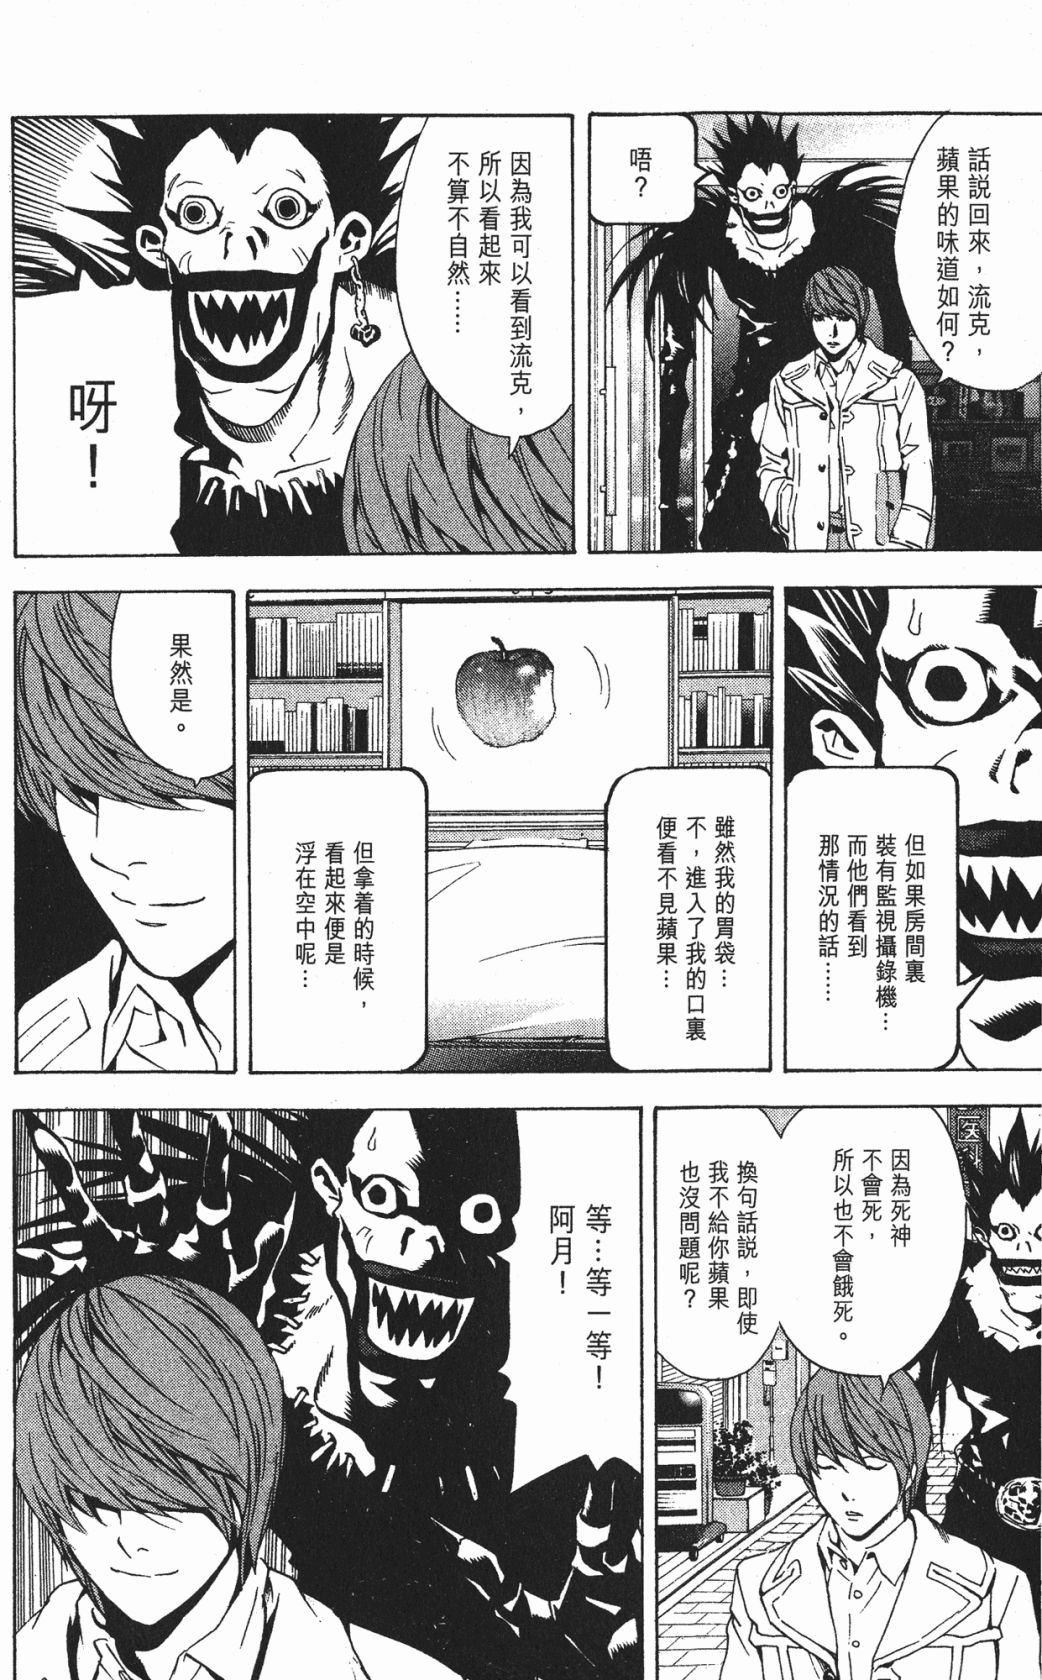 話說回來，流克，
蘋果的味道如何？
唔？
因為我可以看到流克，
所以看起來
不算不自然……
呀！
但如果房間裏
裝有監視攝錄機…
而他們看到
那情況的話……
雖然我的胃袋…
不，進入了我的口裏
便看不見蘋果…
但拿着的時候，
看起來便是
浮在空中呢…
果然是。
因為死神
不會死，
所以也不會餓死。
換句話說，即使
我不給你蘋果
也沒問題呢？
等…等一等！
阿月！